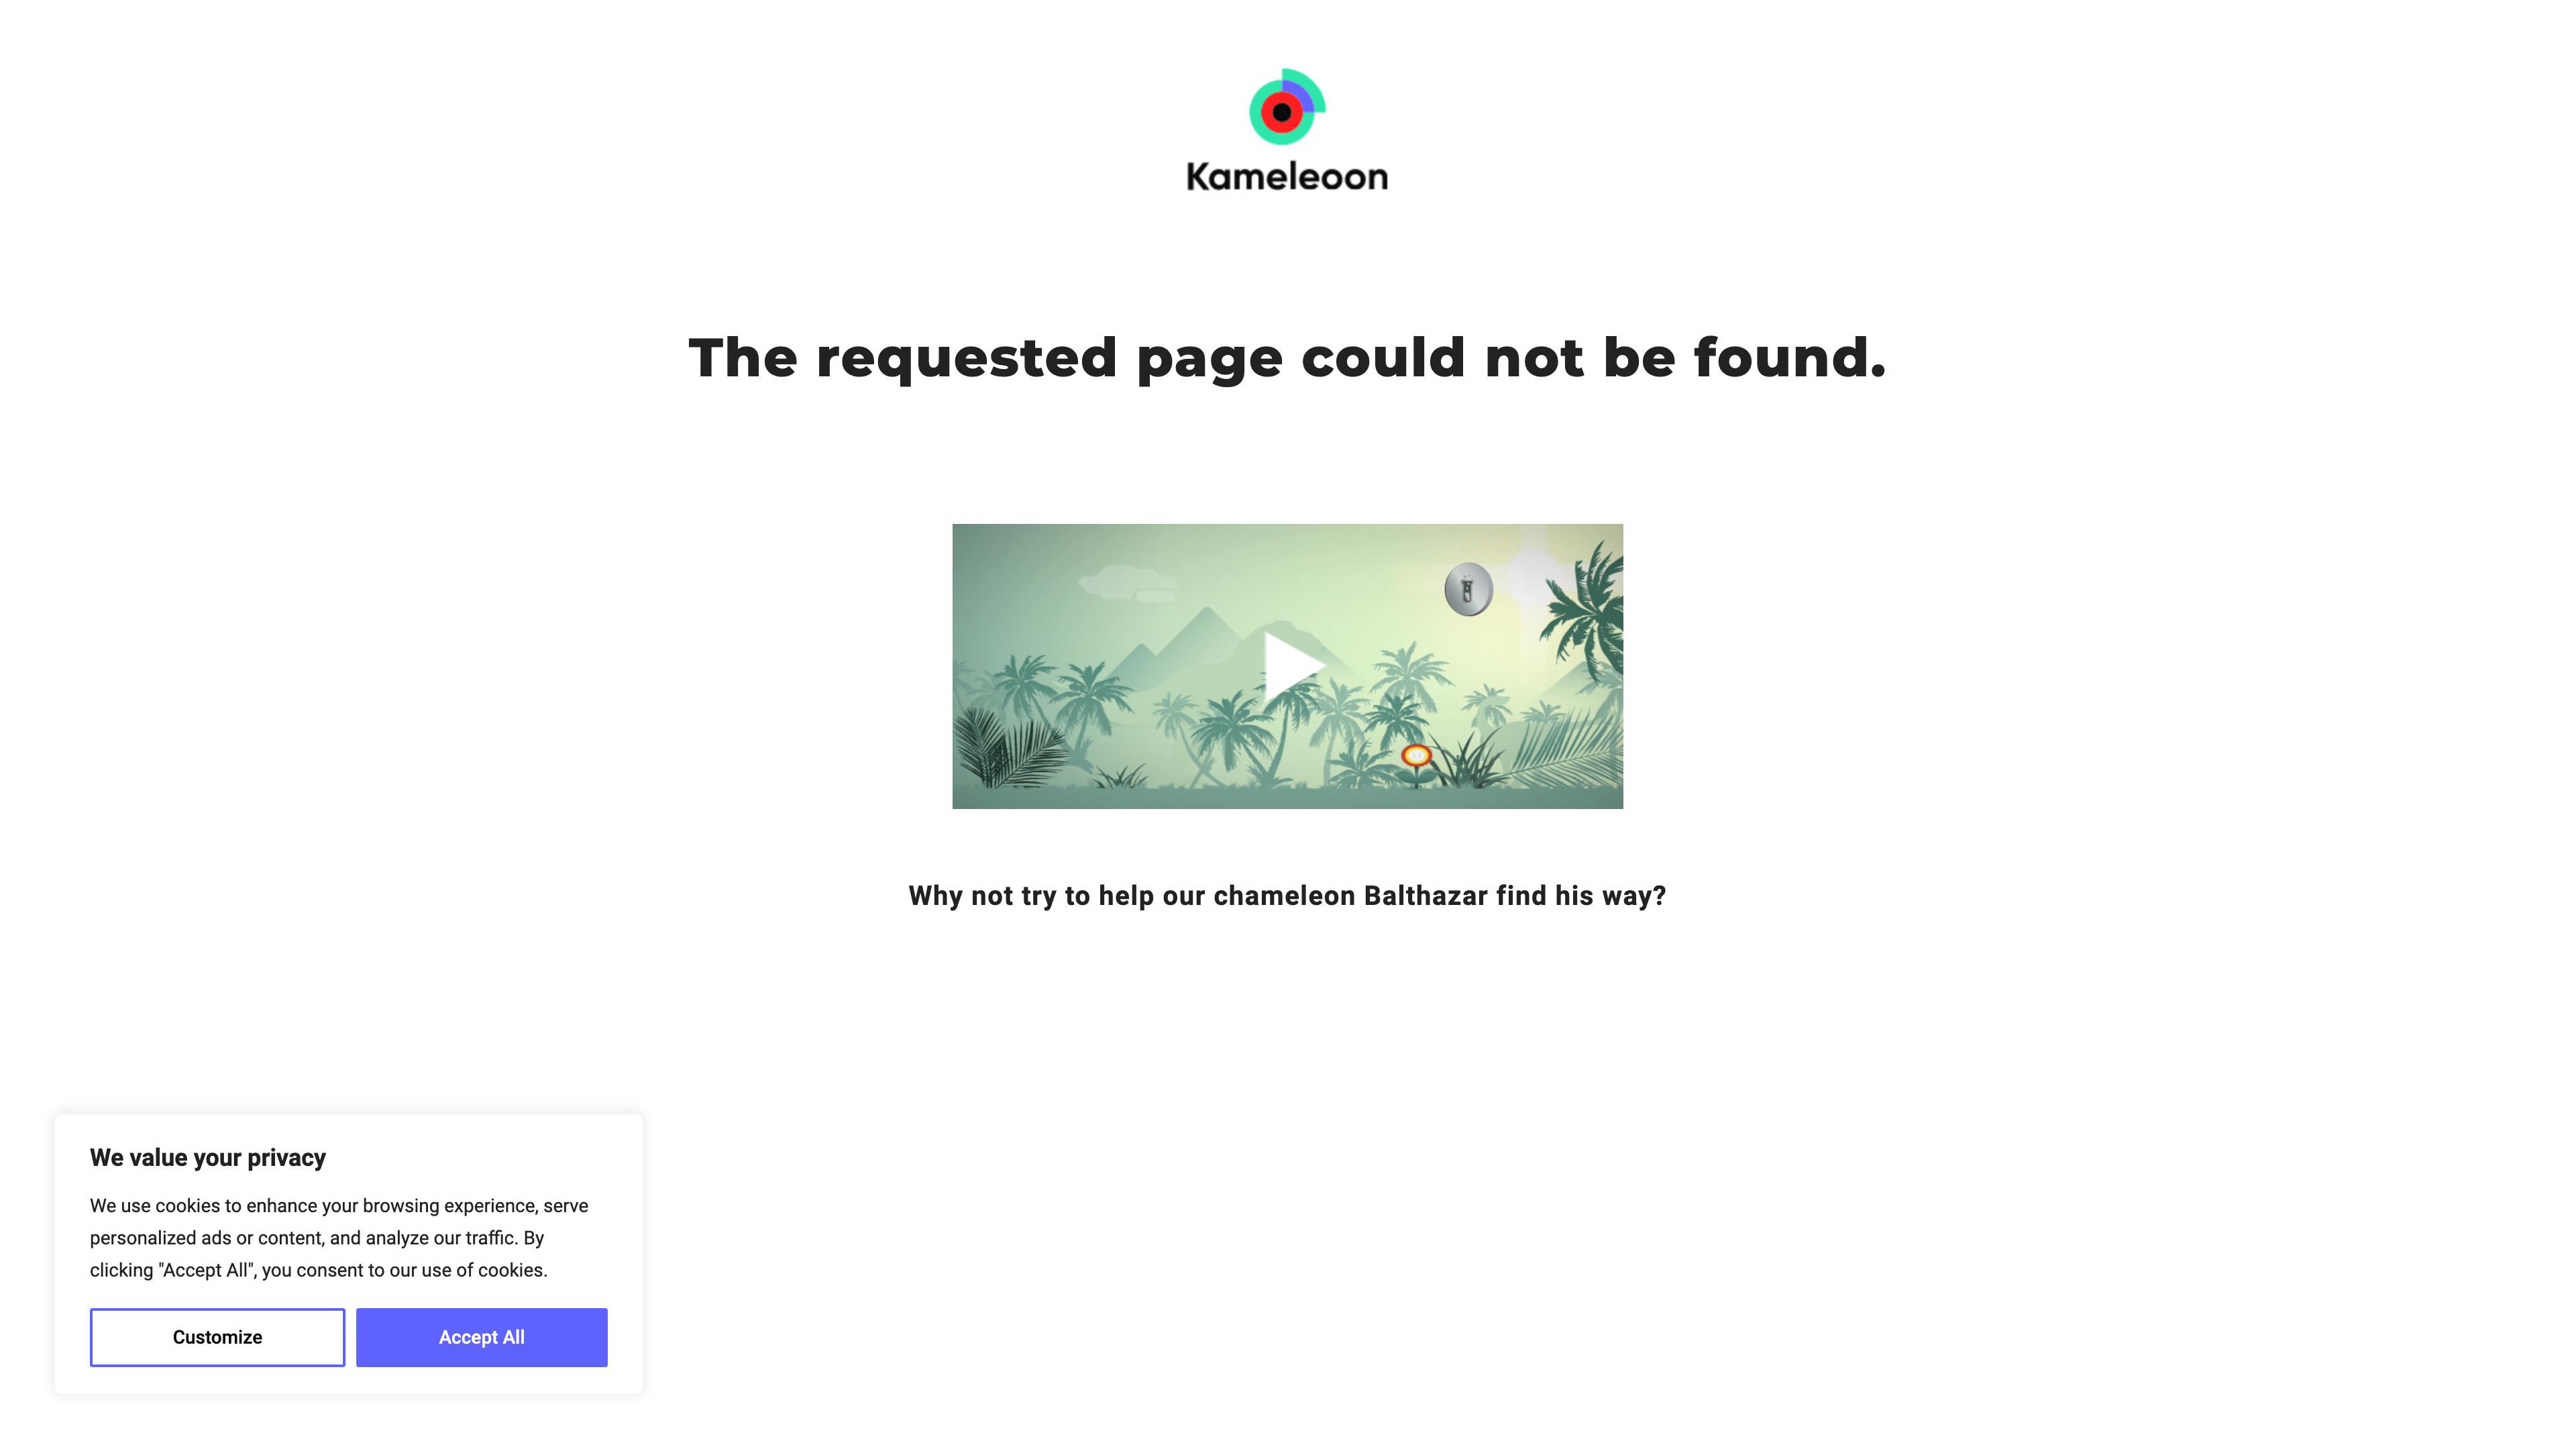 Kameleoon
The requested page could not be found.
Why not try to help our chameleon Balthazar find his way?
We value your privacy
We use cookies to enhance your browsing experience, serve
personalized ads or content, and analyze our traffic. By
clicking "Accept All", you consent to our use of cookies.
Customize
Accept All